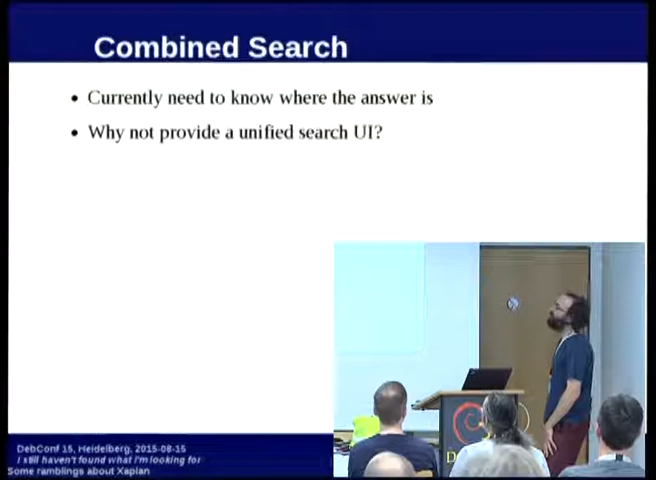 Combined Search
Currently need to know where the answer is
Why not provide a unified search UI?
DebConf 15, Heidelberg, 2015-08-15
I still haven't found what I'm looking for
Some ramblings about Xapian